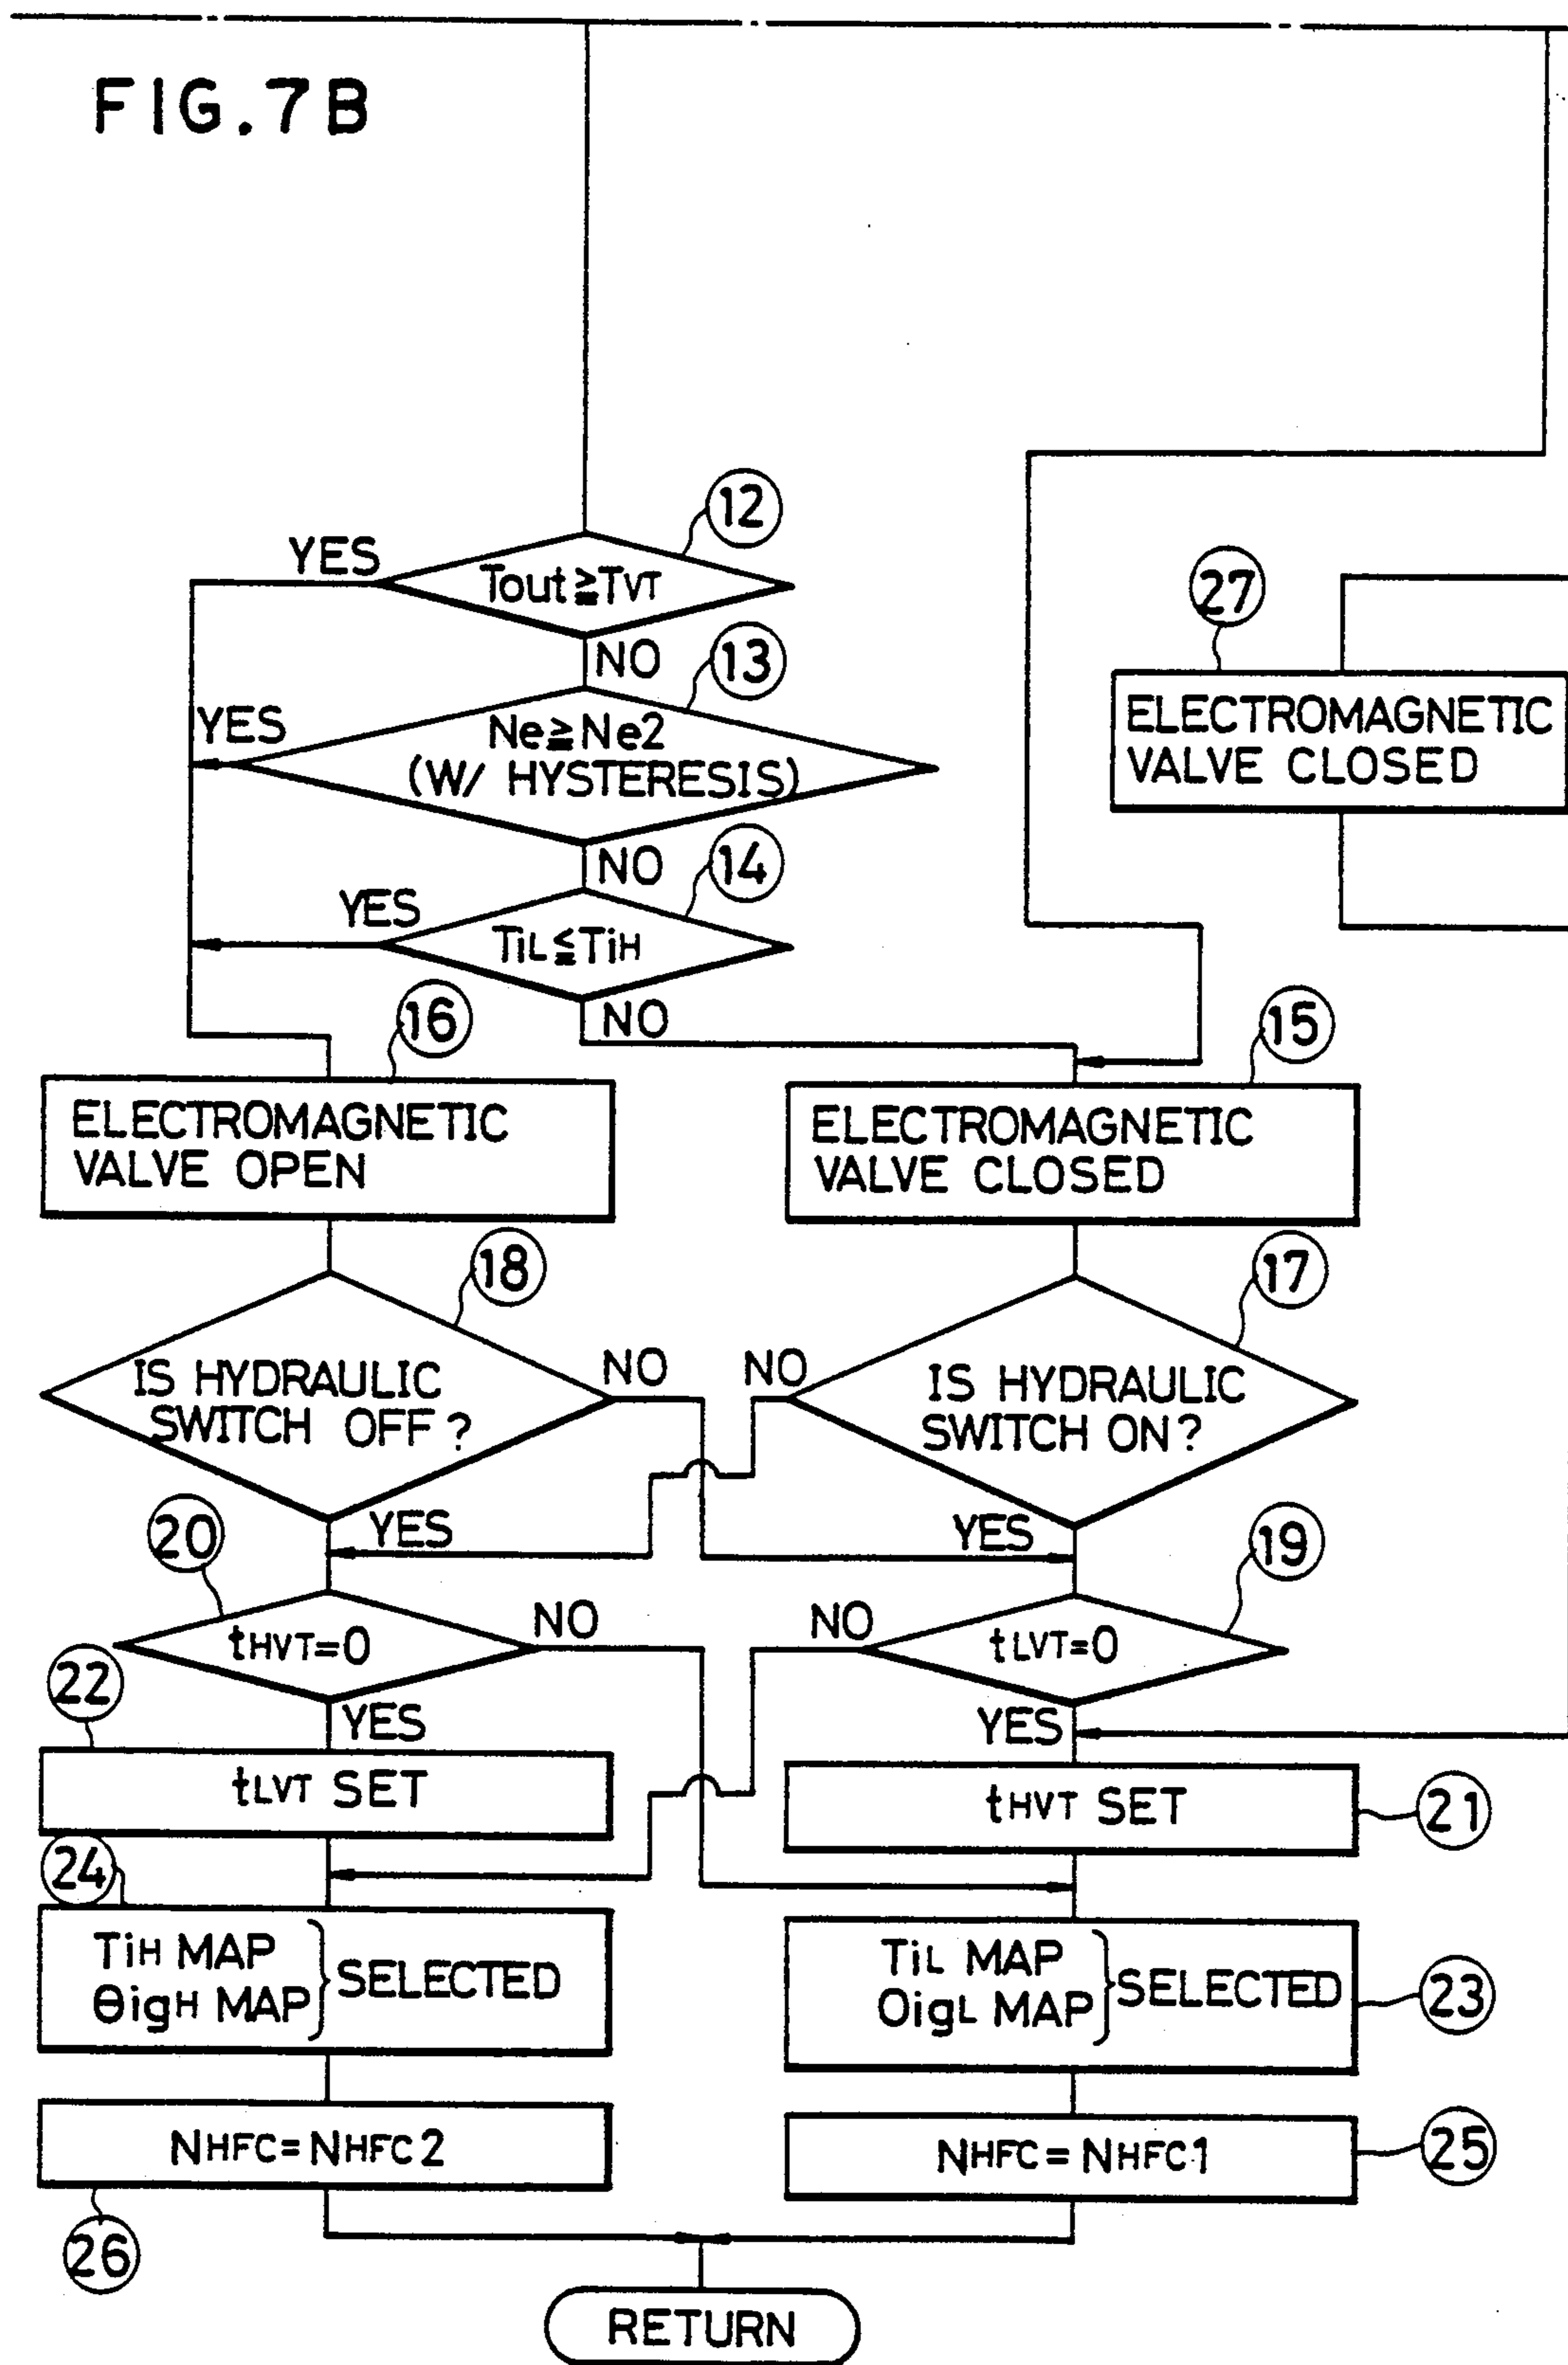 FIG.7B
12
YES
Tout≧TVT
27
NO
13
YES
Ne≧Ne2
(W/ HYSTERESIS)
ELECTROMAGNETIC
VALVE CLOSED
NO
14
YES
TiL≦TiH
NO
16
15
ELECTROMAGNETIC
VALVE OPEN
ELECTROMAGNETIC
VALVE CLOSED
18
17
IS HYDRAULIC
SWITCH OFF?
NO
NO
IS HYDRAULIC
SWITCH ON?
YES
YES
20
19
tHVT=0
NO
NO
tLVT=0
22
YES
YES
tLVT SET
tHVT SET
21
24
TiH MAP
θigH MAP
SELECTED
TiL MAP
OigL MAP
SELECTED
23
NHFC=NHFC2
NHFC=NHFC1
25
26
RETURN